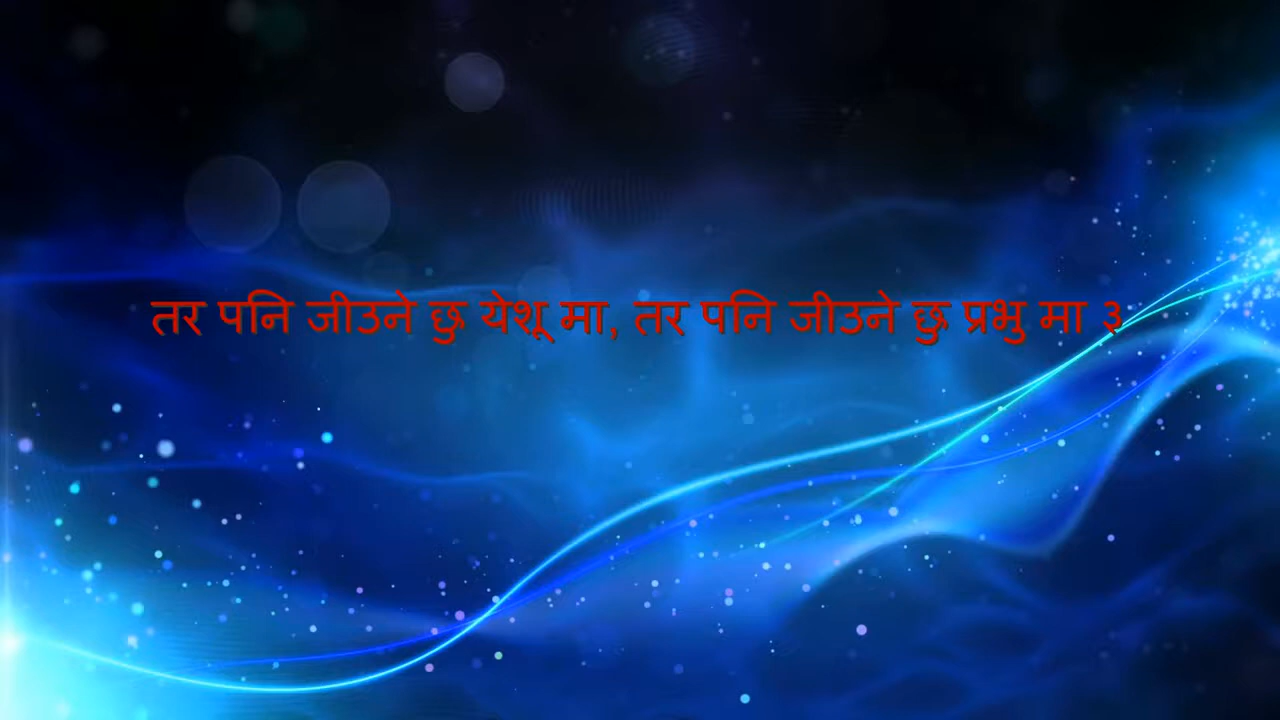 तर पनि जीउने छु येशू मा, तर पनि जीउने छु प्रभु मा ३